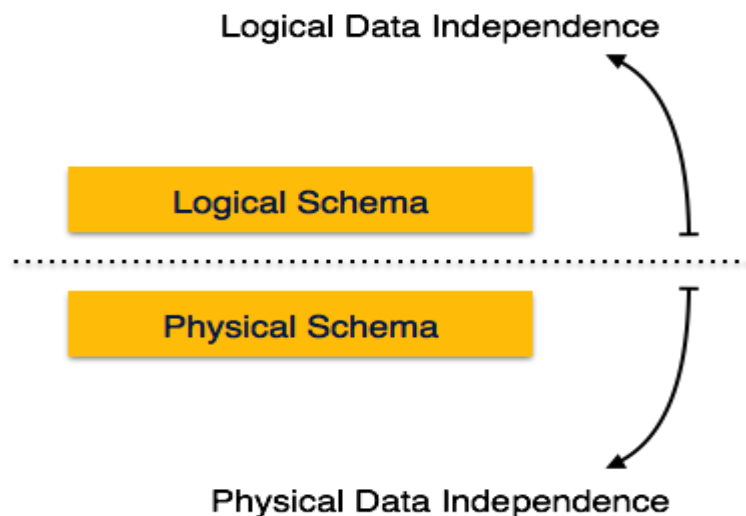 Logical Data Independence
Logical Schema
Physical Schema
Physical Data Independence